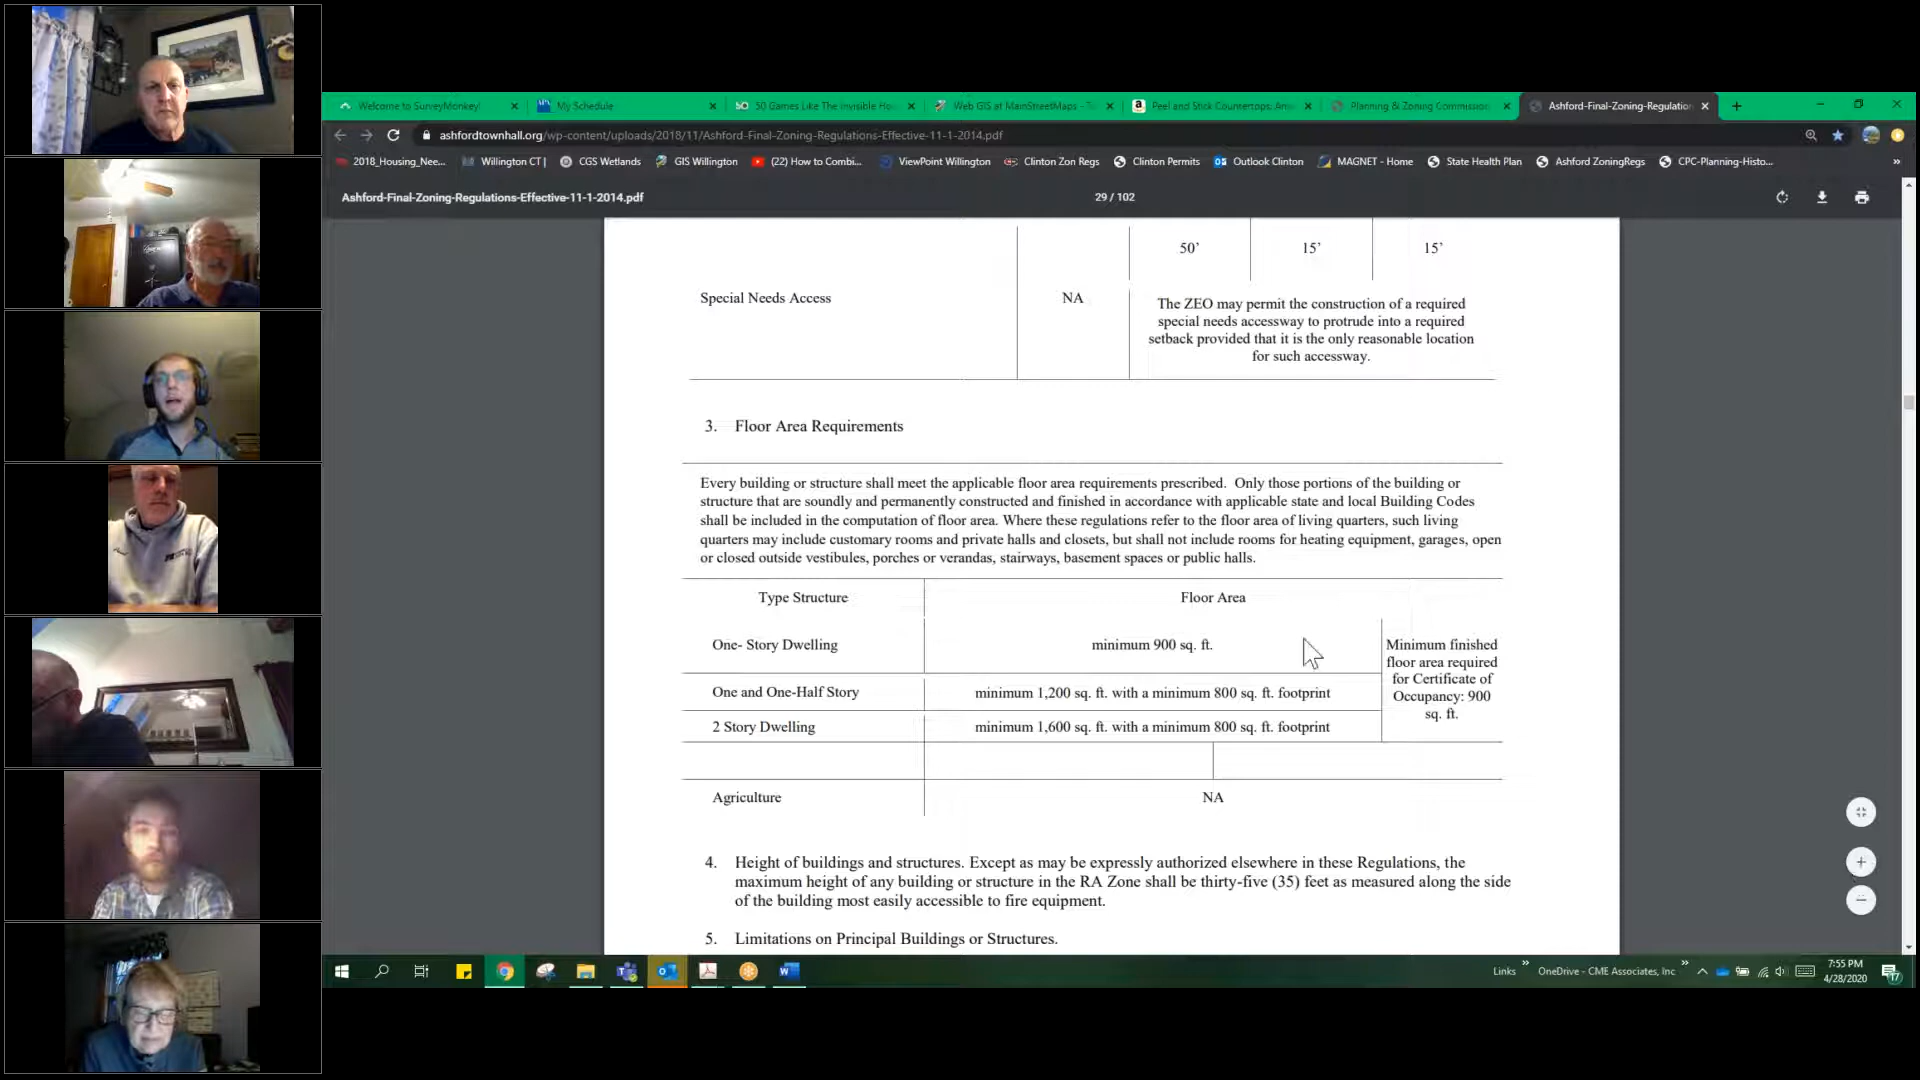 Welcome to SurveyMonkey!
My Schedule
50 Games Like The Invisible Ho
Web GIS at MainStreetMaps - T
Peel and Stick Countertops: Am
Planning & Zoning Commission
Ashford-Final-Zoning-Regulation
ashfordtownhall.org/wp-content/uploads/2018/11/Ashford-Final-Zoning-Regulations-Effective-11-1-2014.pdf
2018_Housing_Nee...
Willington CT |
CGS Wetlands
GIS Willington
(22) How to Combi...
ViewPoint Willington
Clinton Zon Regs
Clinton Permits
Outlook Clinton
MAGNET - Home
State Health Plan
Ashford ZoningRegs
CPC-Planning-Histo...
Ashford-Final-Zoning-Regulations-Effective-11-1-2014.pdf
29 / 102
50’ 15’ 15’
Special Needs Access
NA
The ZEO may permit the construction of a required
special needs accessway to protrude into a required
setback provided that it is the only reasonable location
for such accessway.
3. Floor Area Requirements
Every building or structure shall meet the applicable floor area requirements prescribed. Only those portions of the building or
structure that are soundly and permanently constructed and finished in accordance with applicable state and local Building Codes
shall be included in the computation of floor area. Where these regulations refer to the floor area of living quarters, such living
quarters may include customary rooms and private halls and closets, but shall not include rooms for heating equipment, garages, open
or closed outside vestibules, porches or verandas, stairways, basement spaces or public halls.
Type Structure
Floor Area
One- Story Dwelling
minimum 900 sq. ft.
One and One-Half Story
minimum 1,200 sq. ft. with a minimum 800 sq. ft. footprint
2 Story Dwelling
minimum 1,600 sq. ft. with a minimum 800 sq. ft. footprint
Minimum finished
floor area required
for Certificate of
Occupancy: 900
sq. ft.
Agriculture
NA
4. Height of buildings and structures. Except as may be expressly authorized elsewhere in these Regulations, the
maximum height of any building or structure in the RA Zone shall be thirty-five (35) feet as measured along the side
of the building most easily accessible to fire equipment.
5. Limitations on Principal Buildings or Structures.
Links
OneDrive - CME Associates, Inc
7:55 PM
4/28/2020
17